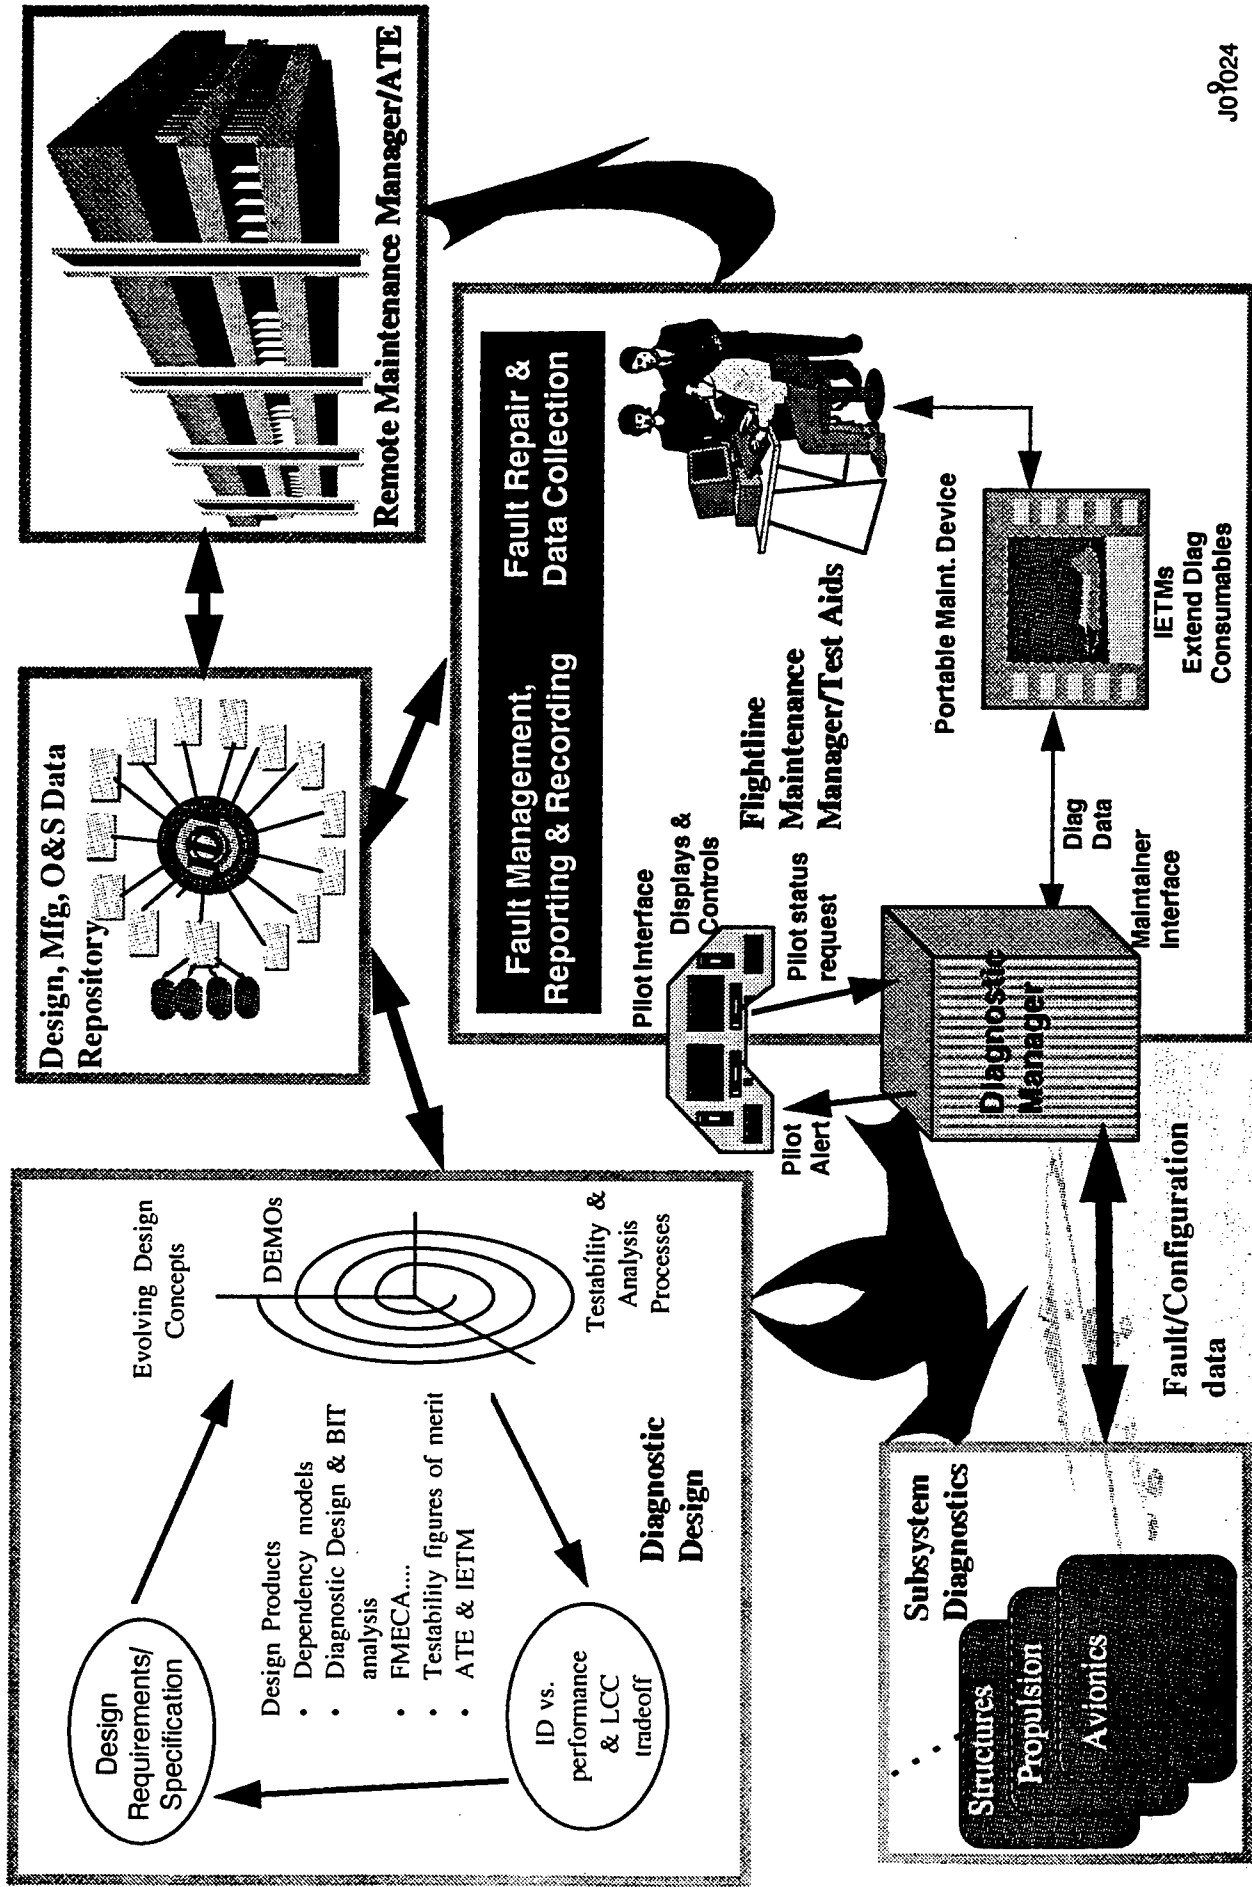 Design
Requirements/
Specification
Evolving Design
Concepts
DEMOs
Design Products
• Dependency models
• Diagnostic Design & BIT
analysis
• FMECA....
• Testability figures of merit
• ATE & IETM
Testability &
Analysis
Processes
ID vs.
performance
& LCC
tradeoff
Diagnostic
Design
Design, Mfg, O&S Data
Repository
ID
Remote Maintenance Manager/ATE
Fault Management,
Reporting & Recording
Fault Repair &
Data Collection
Pilot Interface
Displays &
Controls
Pilot
Alert
Pilot status
request
Flightline
Maintenance
Manager/Test Aids
Diagnostic
Manager
Diag
Data
Maintainer
Interface
Portable Maint. Device
IETMs
Extend Diag
Consumables
Subsystem
Diagnostics
Structures
Propulsion
Avionics
Fault/Configuration
data